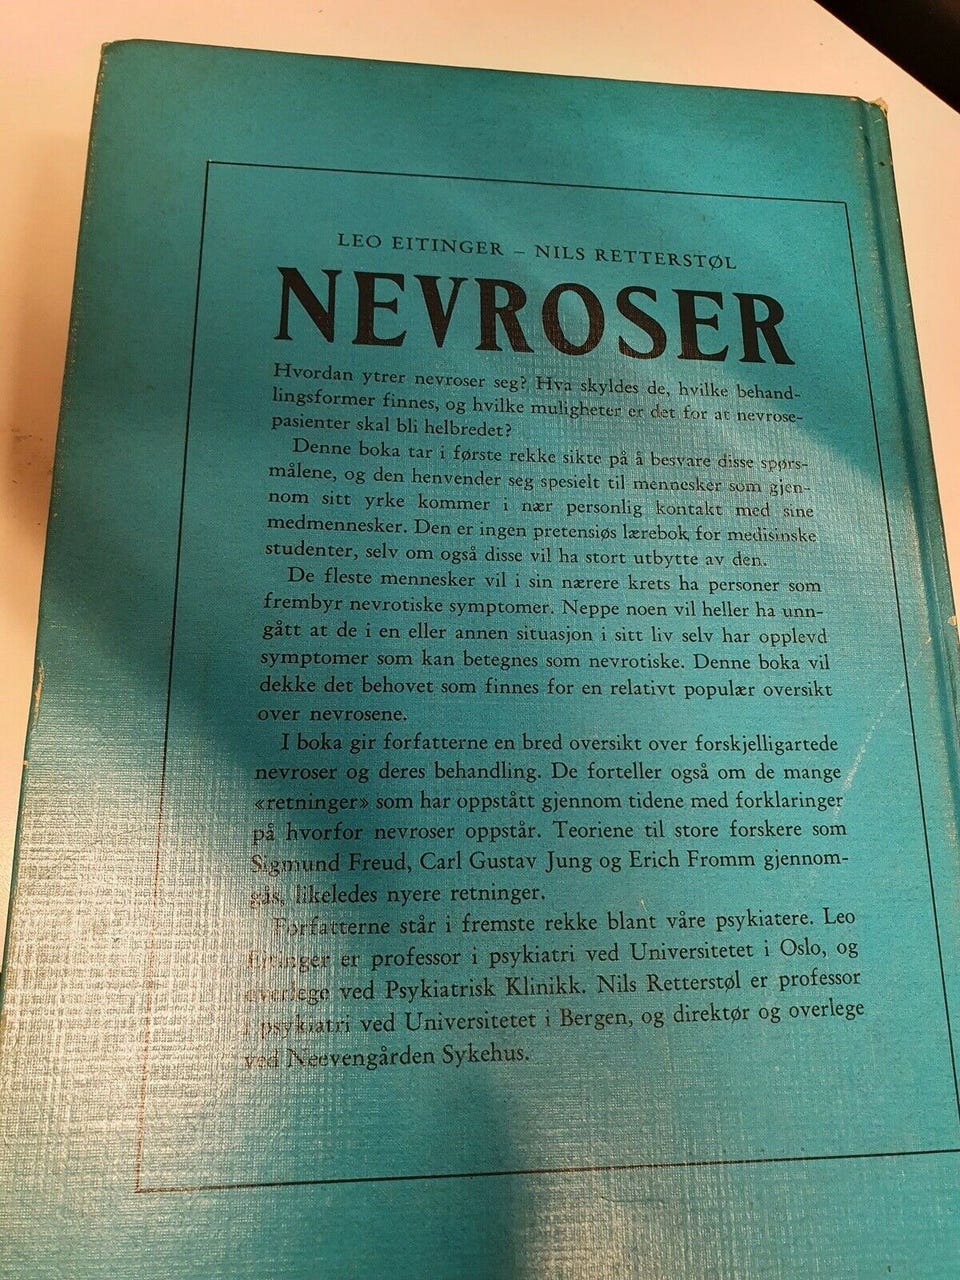 LEO EITINGER – NILS RETTERSTØL
NEVROSER
Hvordan ytrer nevroser seg? Hva skyldes de, hvilke behand-
lingsformer finnes, og hvilke muligheter er det for at nevrose-
pasienter skal bli helbredet?
Denne boka tar i første rekke sikte på å besvare disse spørs-
målene, og den henvender seg spesielt til mennesker som gjen-
nom sitt yrke kommer i nær personlig kontakt med sine
medmennesker. Den er ingen pretensiøs lærebok for medisinske
studenter, selv om også disse vil ha stort utbytte av den.
De fleste mennesker vil i sin nærere krets ha personer som
frembyr nevrotiske symptomer. Neppe noen vil heller ha unn-
gått at de i en eller annen situasjon i sitt liv selv har opplevd
symptomer som kan betegnes som nevrotiske. Denne boka vil
dekke det behovet som finnes for en relativt populær oversikt
over nevrosene.
I boka gir forfatterne en bred oversikt over forskjelligartede
nevroser og deres behandling. De forteller også om de mange
«retninger» som har oppstått gjennom tidene med forklaringer
på hvorfor nevroser oppstår. Teoriene til store forskere som
Sigmund Freud, Carl Gustav Jung og Erich Fromm gjennom-
gås, likeledes nyere retninger.
Forfatterne står i fremste rekke blant våre psykiatere. Leo
Eitinger er professor i psykiatri ved Universitetet i Oslo, og
overlege ved Psykiatrisk Klinikk. Nils Retterstøl er professor
i psykiatri ved Universitetet i Bergen, og direktør og overlege
ved Neevengården Sykehus.